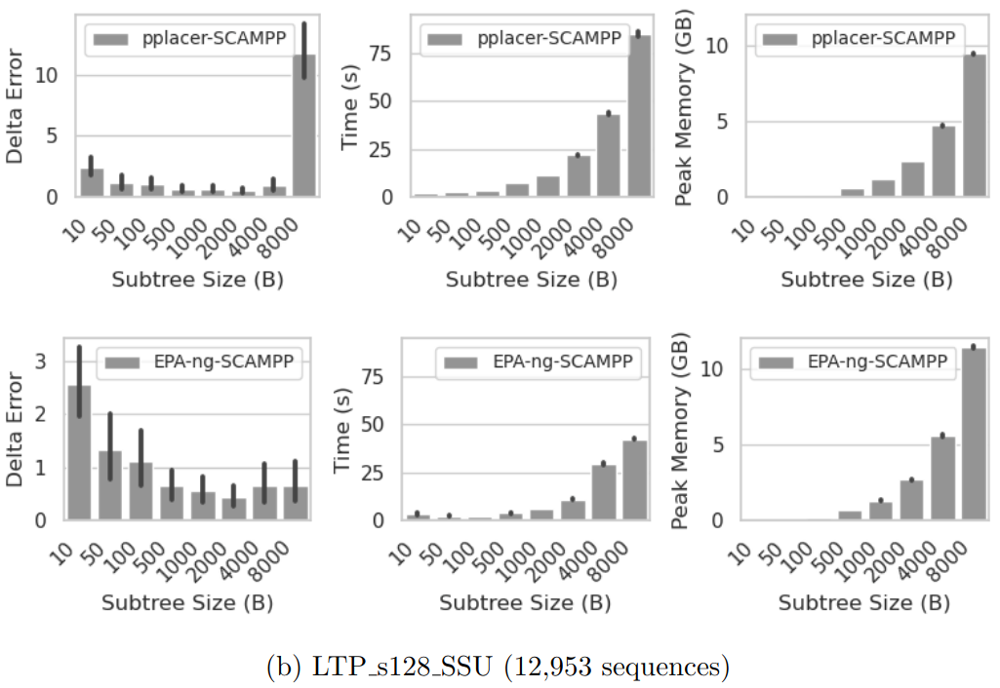 pplacer-SCAMPP
Delta Error
10
5
0
10 50 100 500 1000 2000 4000 8000
Subtree Size (B)
pplacer-SCAMPP
Time (s)
75
50
25
0
10 50 100 500 1000 2000 4000 8000
Subtree Size (B)
pplacer-SCAMPP
Peak Memory (GB)
10
5
0
10 50 100 500 1000 2000 4000 8000
Subtree Size (B)
EPA-ng-SCAMPP
Delta Error
3
2
1
0
10 50 100 500 1000 2000 4000 8000
Subtree Size (B)
EPA-ng-SCAMPP
Time (s)
75
50
25
0
10 50 100 500 1000 2000 4000 8000
Subtree Size (B)
EPA-ng-SCAMPP
Peak Memory (GB)
10
5
0
10 50 100 500 1000 2000 4000 8000
Subtree Size (B)
(b) LTP_s128_SSU (12,953 sequences)